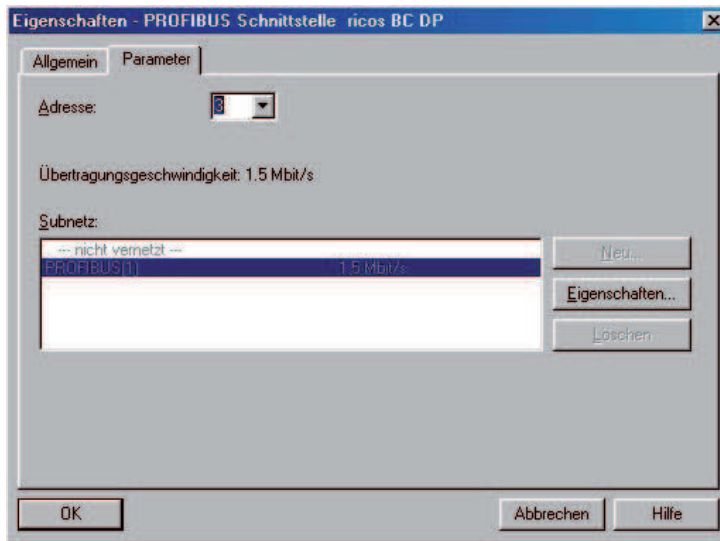 Eigenschaften - PROFIBUS Schnittstelle ricos BC DP
Allgemein Parameter
Adresse: 3
Übertragungsgeschwindigkeit: 1.5 Mbit/s
Subnetz:
--- nicht vernetzt ---
PROFIBUS(1) 1.5 Mbit/s
Neu...
Eigenschaften...
Löschen
OK Abbrechen Hilfe